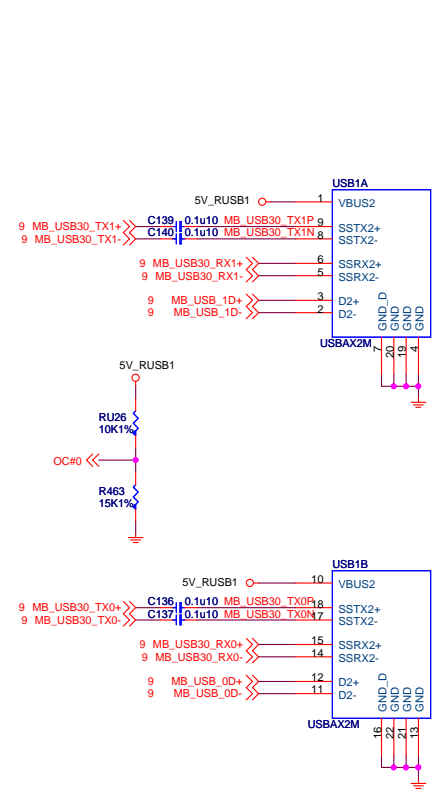 USB1A
5V_RUSB1 1 VBUS2
9 MB_USB30_TX1+ C139 0.1u10 MB_USB30_TX1P 9 SSTX2+
9 MB_USB30_TX1- C140 0.1u10 MB_USB30_TX1N 8 SSTX2-
9 MB_USB30_RX1+ 6 SSRX2+
9 MB_USB30_RX1- 5 SSRX2-
9 MB_USB_1D+ 3 D2+
9 MB_USB_1D- 2 D2-
GND_D GND GND GND
USBAX2M
7 20 19 4
5V_RUSB1
RU26
10K1%
OC#0
R463
15K1%
USB1B
5V_RUSB1 10 VBUS2
9 MB_USB30_TX0+ C136 0.1u10 MB_USB30_TX0P 18 SSTX2+
9 MB_USB30_TX0- C137 0.1u10 MB_USB30_TX0N 17 SSTX2-
9 MB_USB30_RX0+ 15 SSRX2+
9 MB_USB30_RX0- 14 SSRX2-
9 MB_USB_0D+ 12 D2+
9 MB_USB_0D- 11 D2-
GND_D GND GND GND
USBAX2M
16 22 21 13